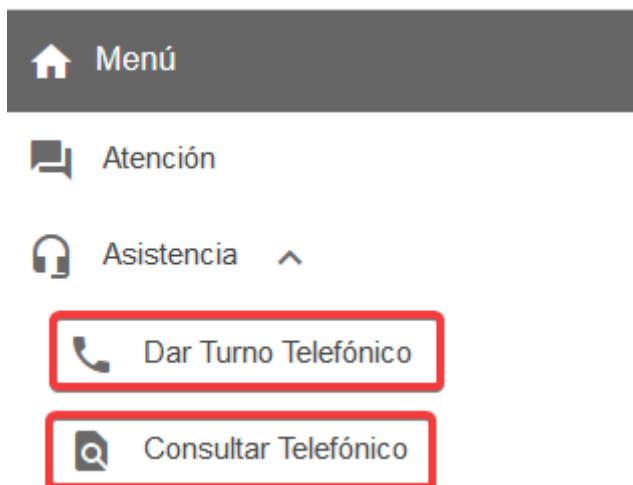 Menú
Atención
Asistencia
Dar Turno Telefónico
Consultar Telefónico